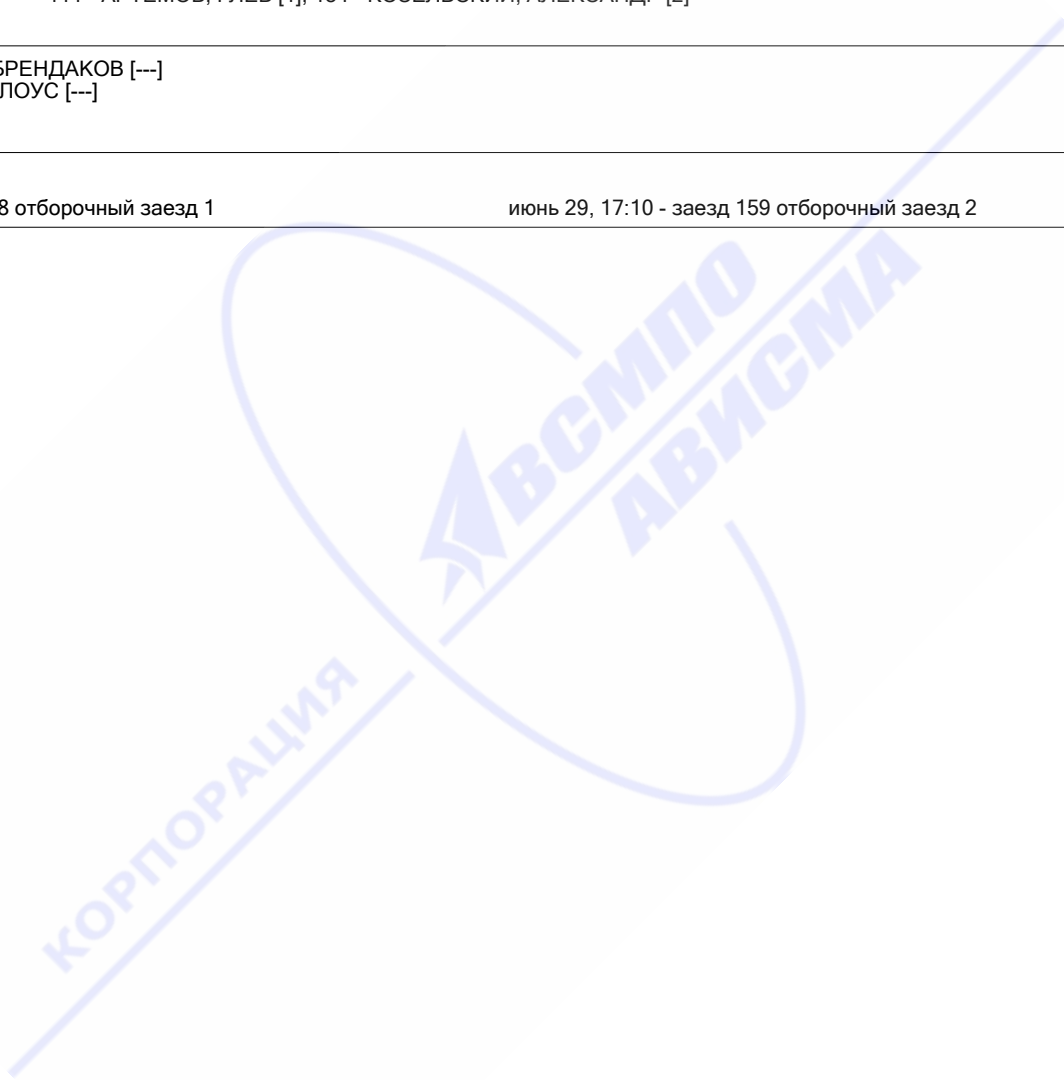 БРЕНДАКОВ [---]
ЛОУС [---]
8 отборочный заезд 1
июнь 29, 17:10 - заезд 159 отборочный заезд 2
ВСМПО
АВИСМА
КОРПОРАЦИЯ